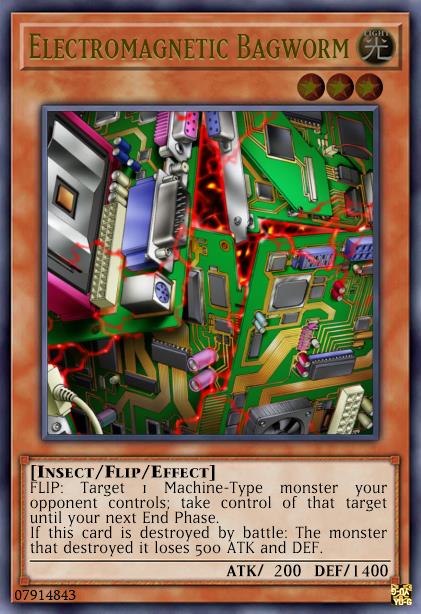 Electromagnetic Bagworm
LIGHT
光
[Insect/Flip/Effect]
FLIP: Target 1 Machine-Type monster your
opponent controls; take control of that target
until your next End Phase.
If this card is destroyed by battle: The monster
that destroyed it loses 500 ATK and DEF.
ATK/ 200 DEF/1400
07914843